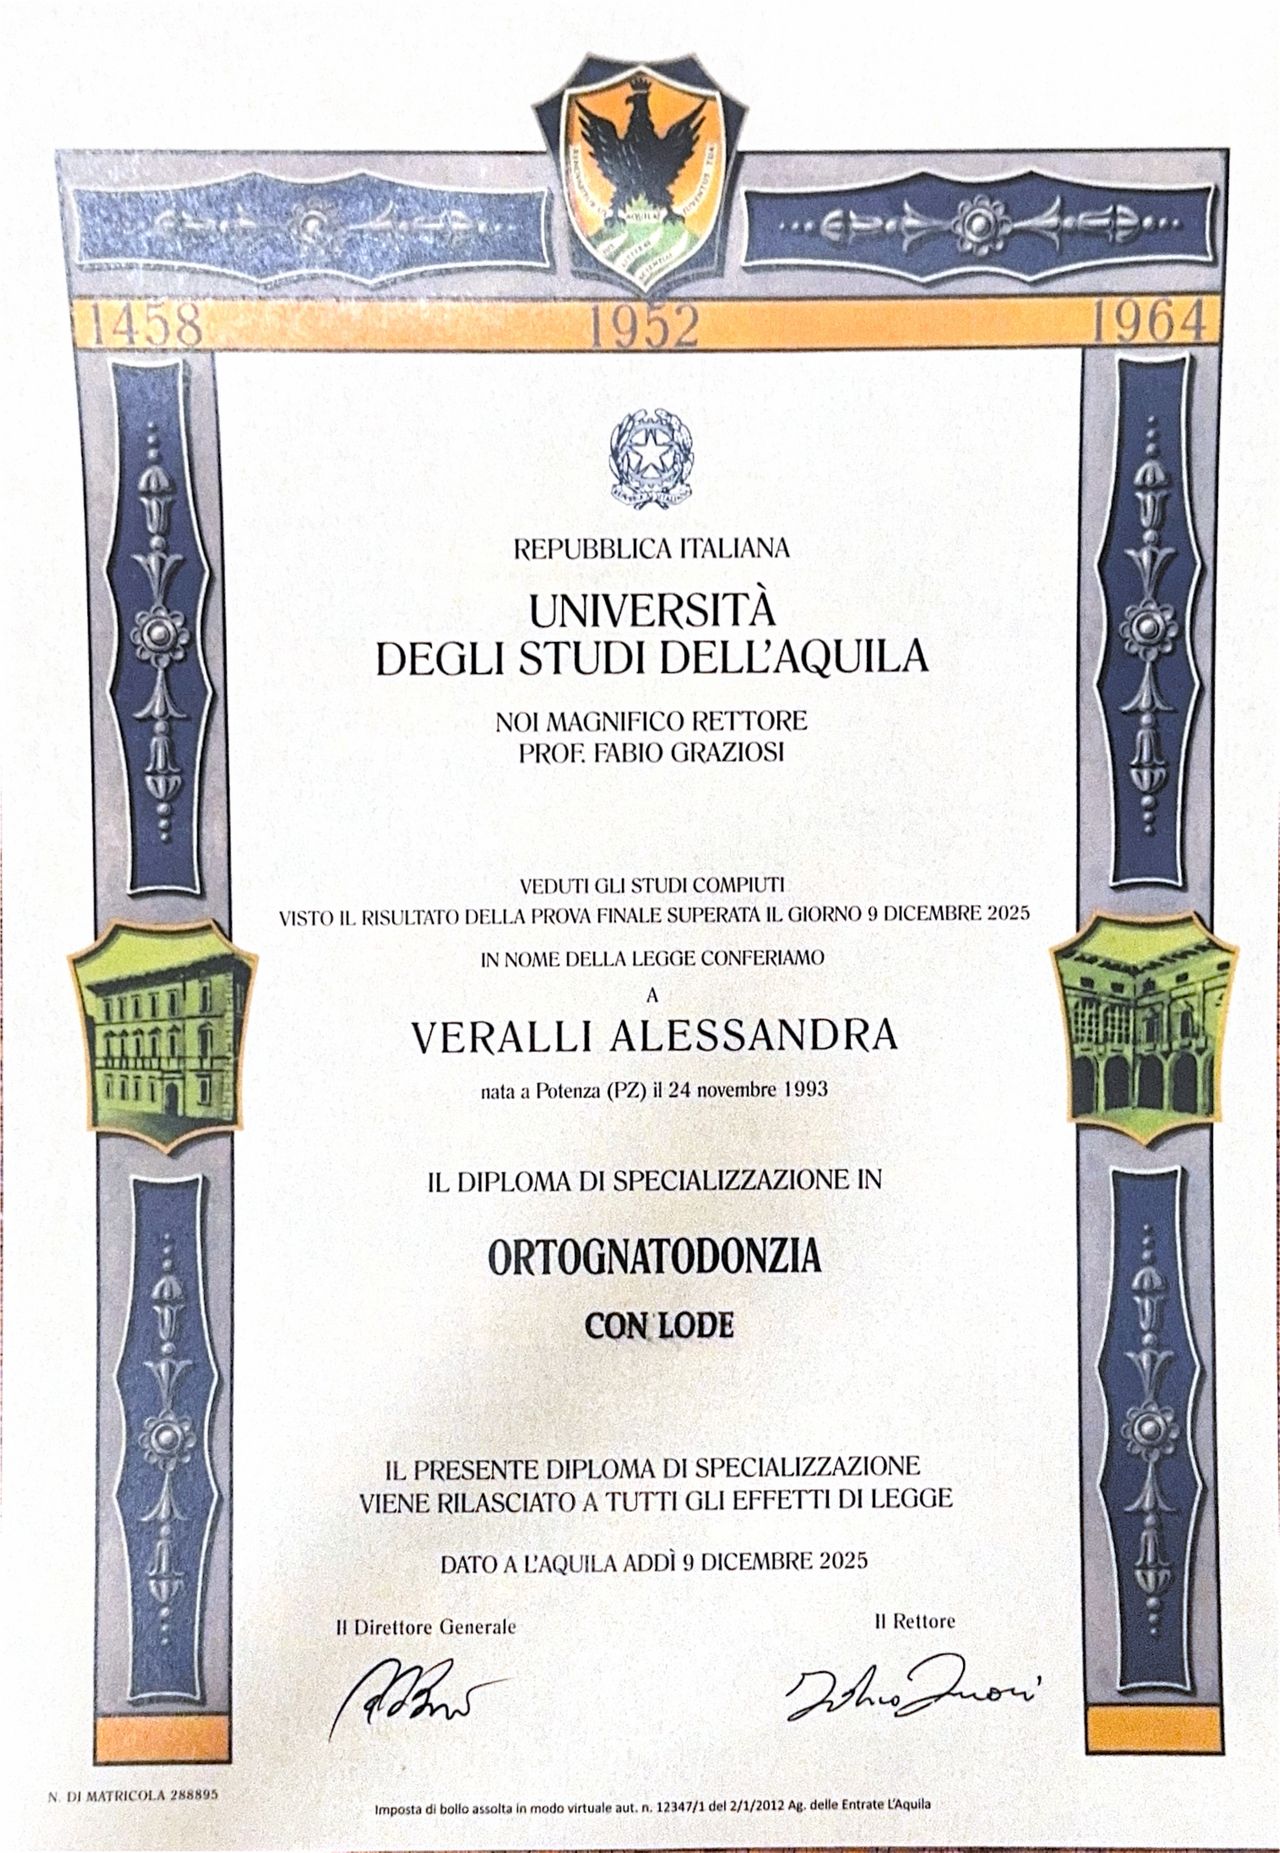 AQUILA
1458 1952 1964
REPUBBLICA ITALIANA
UNIVERSITÀ
DEGLI STUDI DELL'AQUILA
NOI MAGNIFICO RETTORE
PROF. FABIO GRAZIOSI
VEDUTI GLI STUDI COMPIUTI
VISTO IL RISULTATO DELLA PROVA FINALE SUPERATA IL GIORNO 9 DICEMBRE 2025
IN NOME DELLA LEGGE CONFERIAMO
A
VERALLI ALESSANDRA
nata a Potenza (PZ) il 24 novembre 1993
IL DIPLOMA DI SPECIALIZZAZIONE IN
ORTOGNATODONZIA
CON LODE
IL PRESENTE DIPLOMA DI SPECIALIZZAZIONE
VIENE RILASCIATO A TUTTI GLI EFFETTI DI LEGGE
DATO A L'AQUILA ADDÌ 9 DICEMBRE 2025
Il Direttore Generale
Il Rettore
N. DI MATRICOLA 288895
Imposta di bollo assolta in modo virtuale aut. n. 12347/1 del 2/1/2012 Ag. delle Entrate L'Aquila